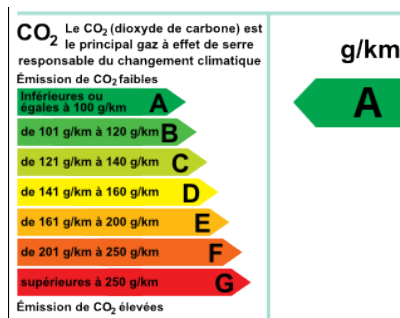 CO2 Le CO2 (dioxyde de carbone) est
le principal gaz à effet de serre
responsable du changement climatique
Émission de CO2 faibles
Inférieures ou
égales à 100 g/km A
de 101 g/km à 120 g/km B
de 121 g/km à 140 g/km C
de 141 g/km à 160 g/km D
de 161 g/km à 200 g/km E
de 201 g/km à 250 g/km F
supérieures à 250 g/km G
Émission de CO2 élevées
g/km
A